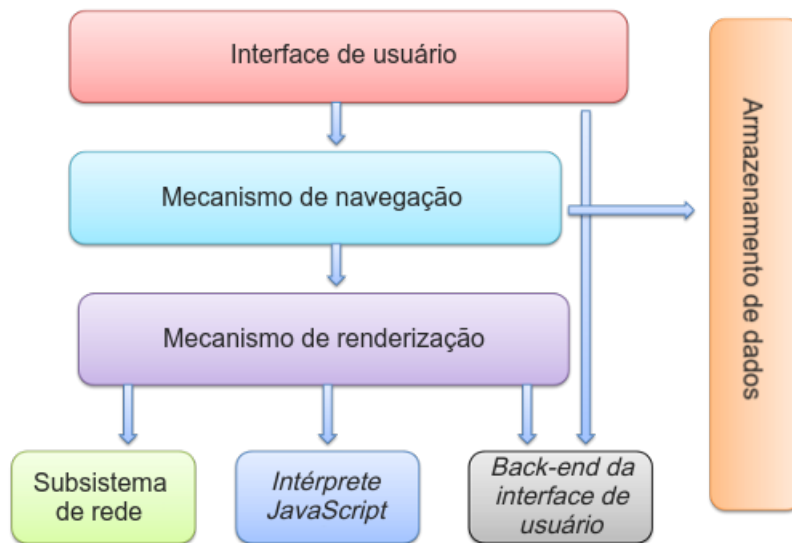 Interface de usuário
Mecanismo de navegação
Mecanismo de renderização
Subsistema
de rede
Intérprete
JavaScript
Back-end da
interface de
usuário
Armazenamento de dados